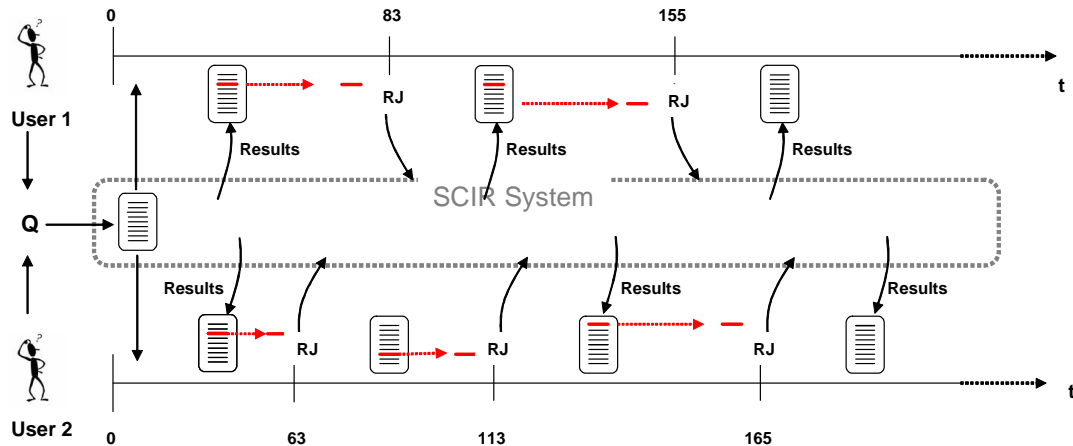 0
83
155
t
User 1
RJ
RJ
Results
Results
Results
SCIR System
Q
Results
Results
Results
RJ
RJ
RJ
User 2
0
63
113
165
t